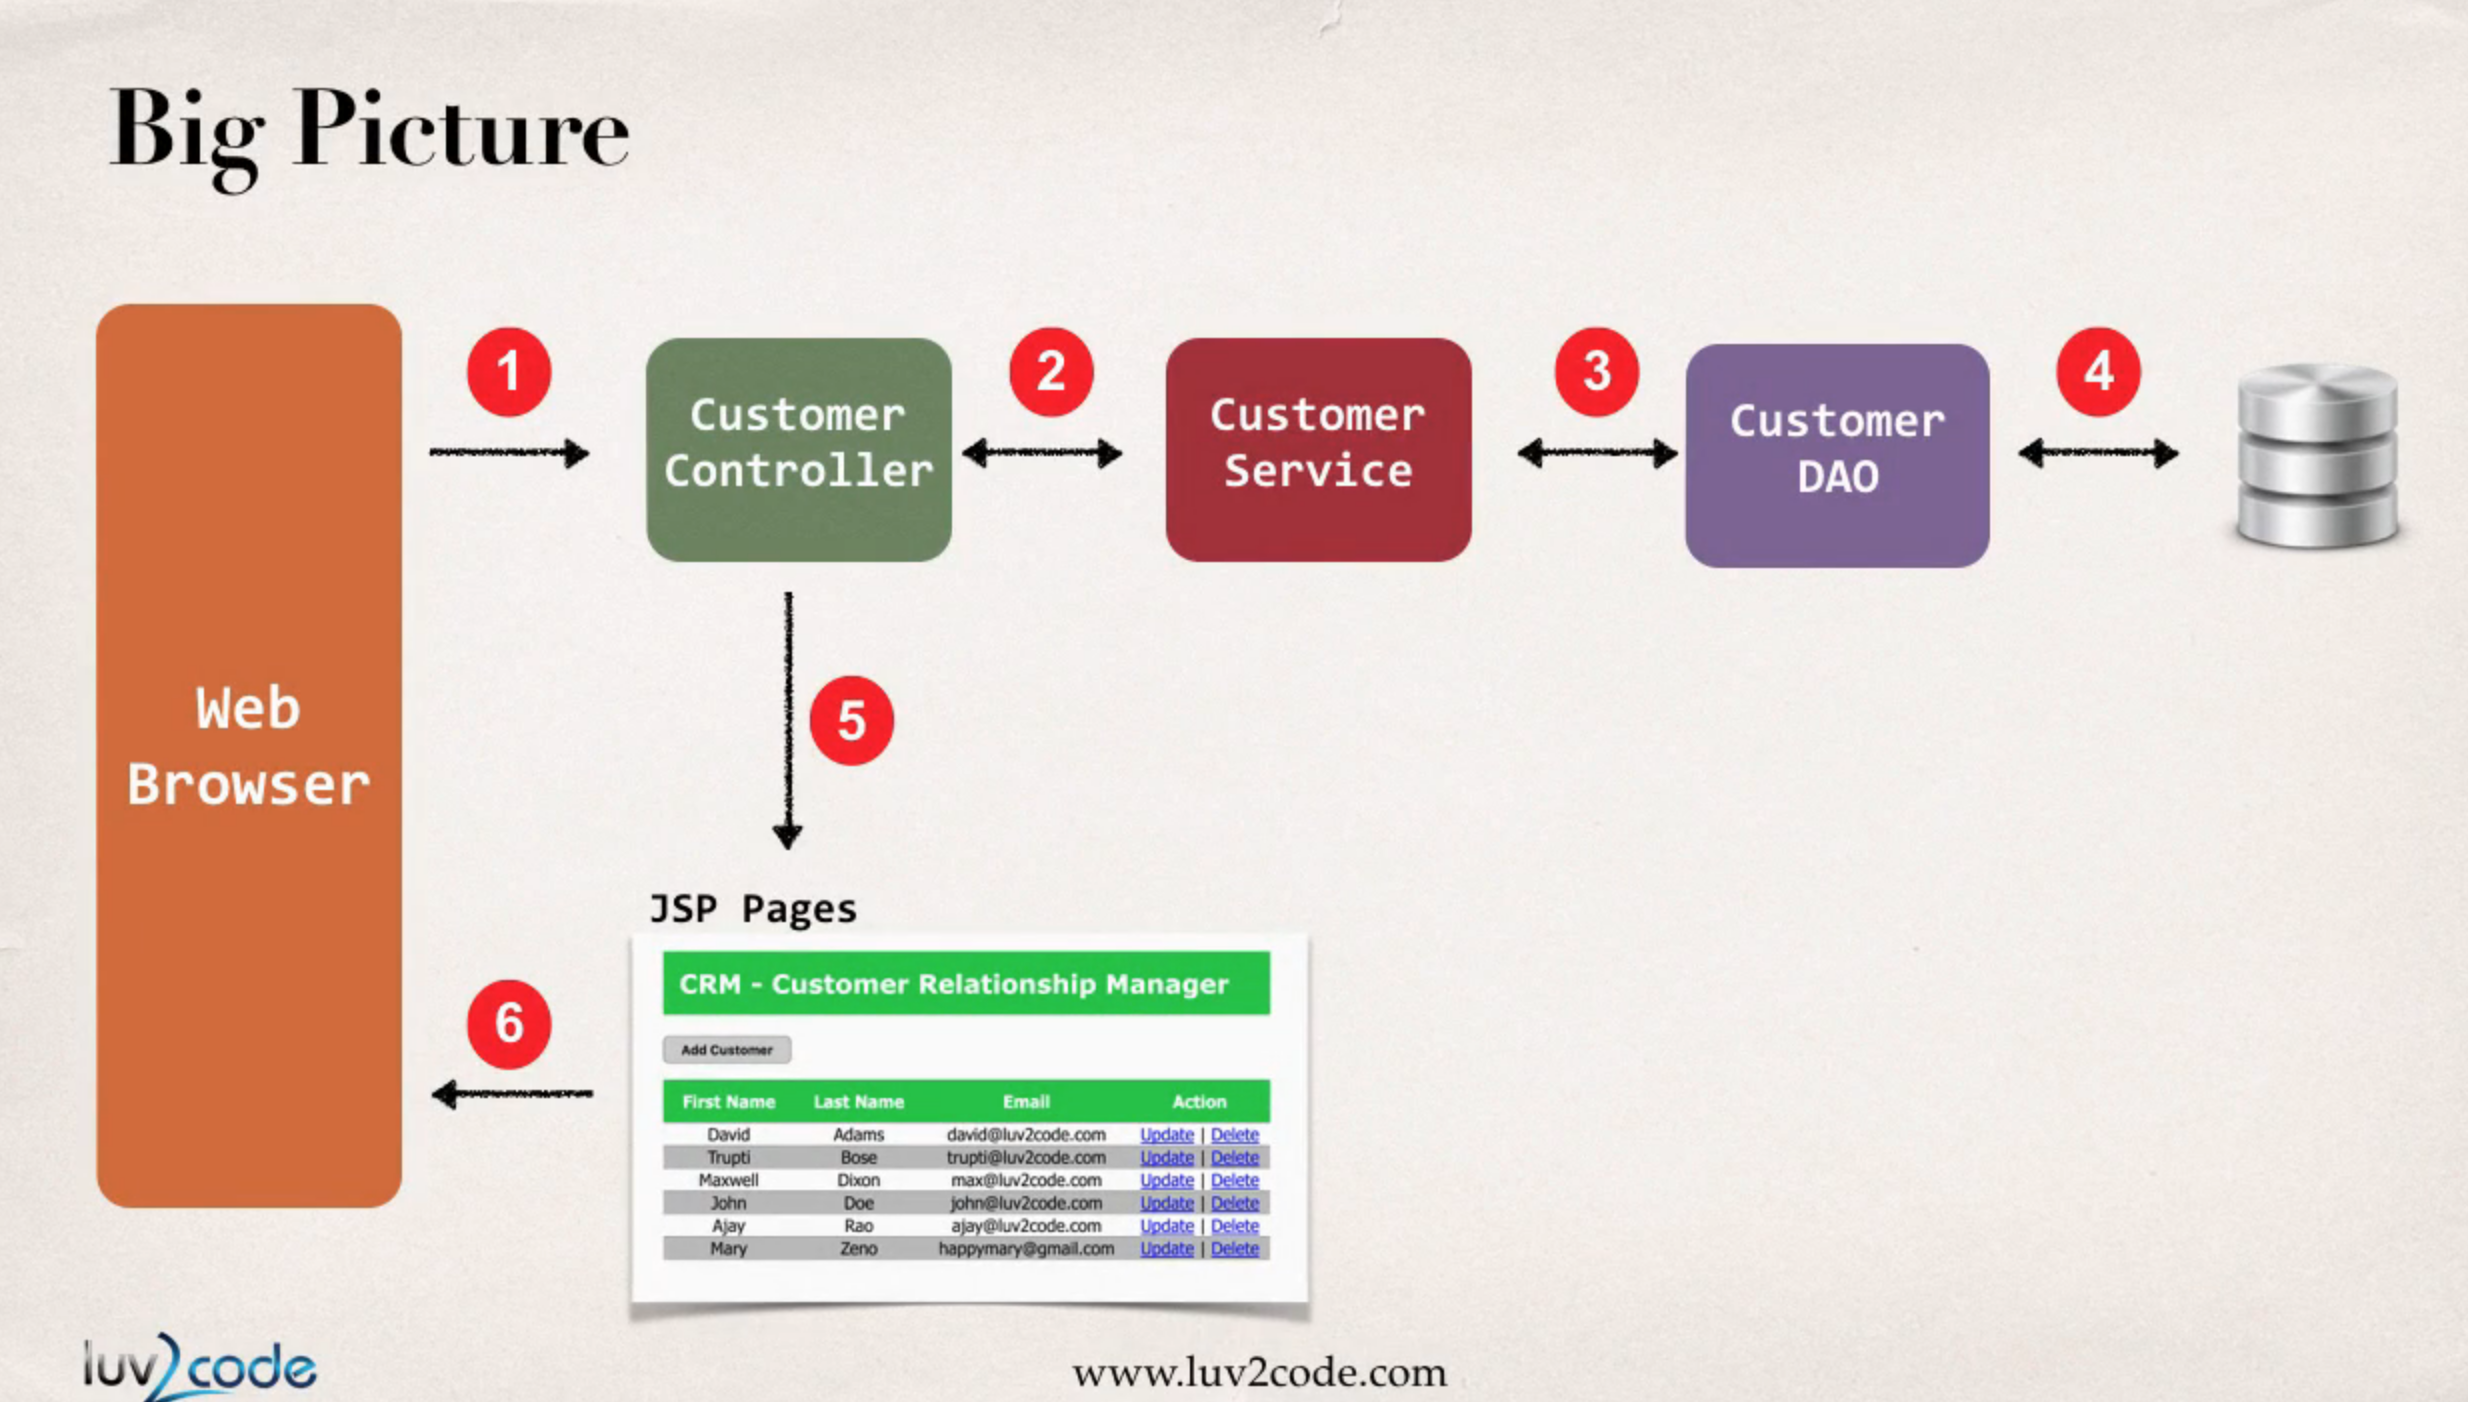 Big Picture
1
2
3
4
Customer
Controller
Customer
Service
Customer
DAO
Web
Browser
5
JSP Pages
6
CRM - Customer Relationship Manager
Add Customer
First Name Last Name Email Action
David Adams david@luv2code.com Update | Delete
Trupti Bose trupti@luv2code.com Update | Delete
Maxwell Dixon max@luv2code.com Update | Delete
John Doe john@luv2code.com Update | Delete
Ajay Rao ajay@luv2code.com Update | Delete
Mary Zeno happymary@gmail.com Update | Delete
luv2code
www.luv2code.com